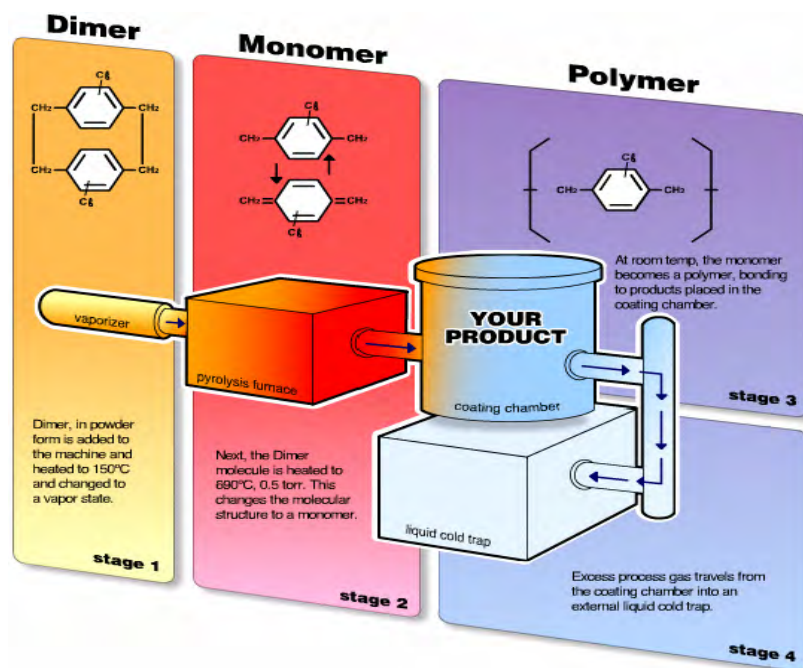 Dimer
Monomer
Polymer
Cℓ
CH₂
CH₂
CH₂
CH₂
Cℓ
Cℓ
CH₂
CH₂
CH₂
CH₂
Cℓ
Cℓ
CH₂
CH₂
At room temp, the monomer
becomes a polymer, bonding
to products placed in the
coating chamber.
vaporizer
pyrolysis furnace
YOUR
PRODUCT
coating chamber
stage 3
Dimer, in powder
form is added to
the machine and
heated to 150ºC
and changed to
a vapor state.
stage 1
Next, the Dimer
molecule is heated to
690ºC, 0.5 torr. This
changes the molecular
structure to a monomer.
stage 2
liquid cold trap
Excess process gas travels from
the coating chamber into an
external liquid cold trap.
stage 4